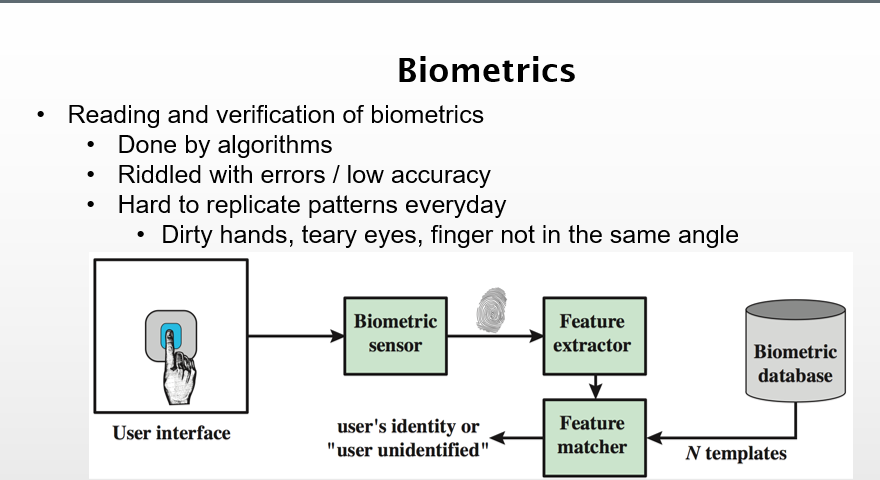 Biometrics
• Reading and verification of biometrics
• Done by algorithms
• Riddled with errors / low accuracy
• Hard to replicate patterns everyday
• Dirty hands, teary eyes, finger not in the same angle
User interface
Biometric
sensor
Feature
extractor
Biometric
database
Feature
matcher
N templates
user's identity or
"user unidentified"